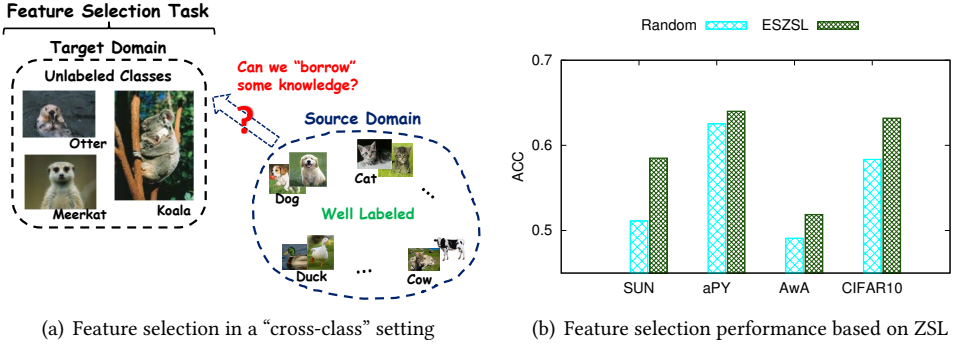 Feature Selection Task
Target Domain
Unlabeled Classes
Otter
Meerkat
Koala
Can we “borrow”
some knowledge?
?
Source Domain
Dog
Cat
...
Well Labeled
Duck
...
Cow
(a) Feature selection in a “cross-class” setting
Random
ESZSL
0.7
0.6
0.5
ACC
SUN
aPY
AwA
CIFAR10
(b) Feature selection performance based on ZSL